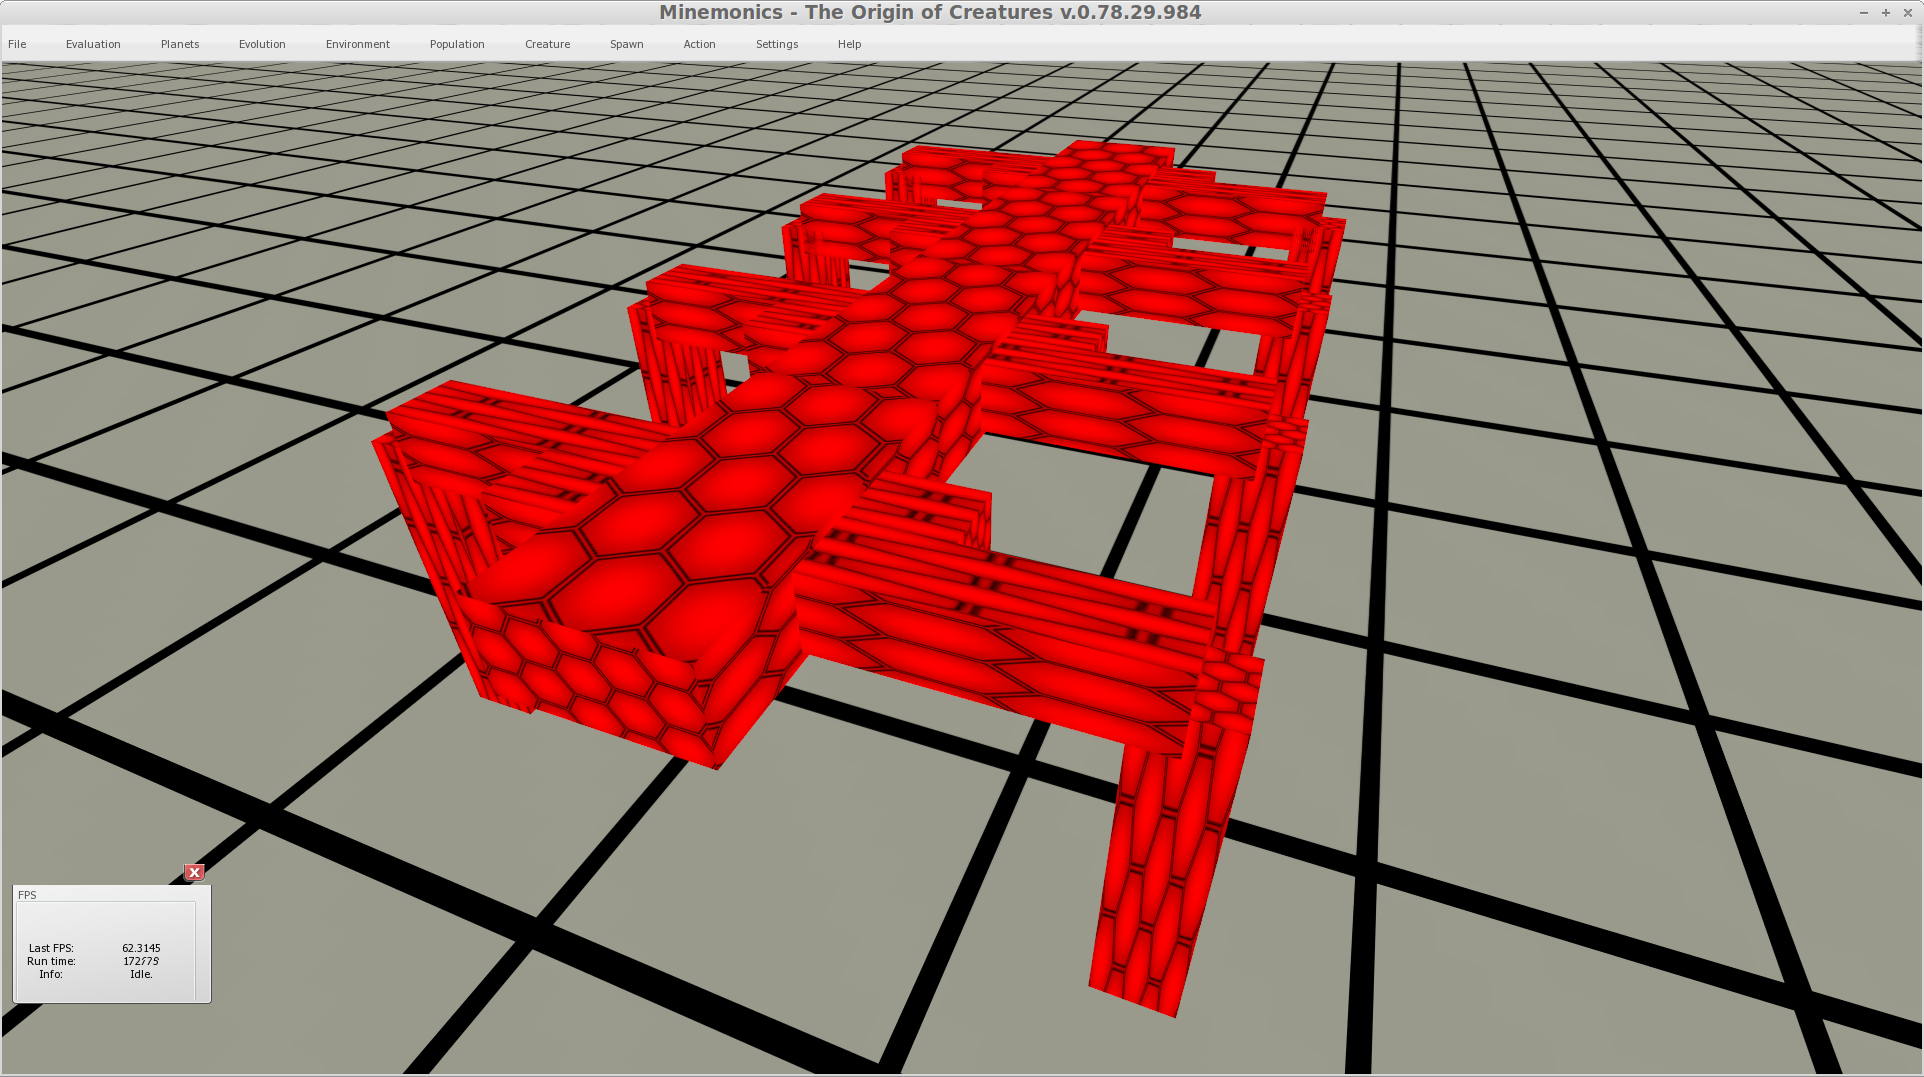 Minemonics - The Origin of Creatures v.0.78.29.984
File Evaluation Planets Evolution Environment Population Creature Spawn Action Settings Help
FPS
Last FPS: 62.3145
Run time:
Info: Idle.